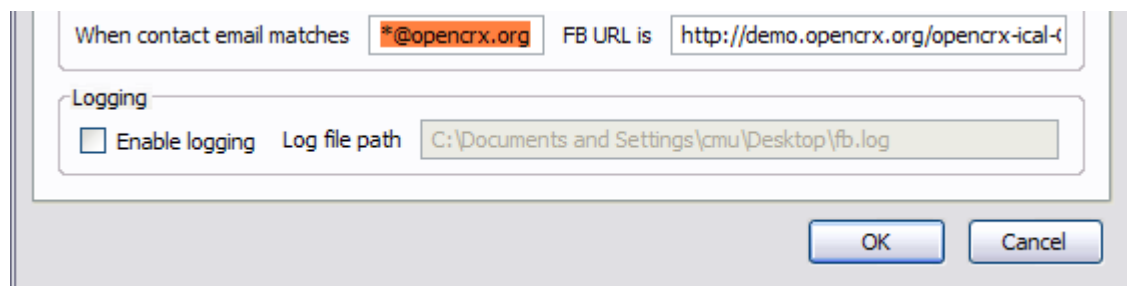 When contact email matches *@opencrx.org FB URL is http://demo.opencrx.org/opencrx-ical-
Logging
Enable logging Log file path C:\Documents and Settings\cmu\Desktop\fb.log
OK Cancel